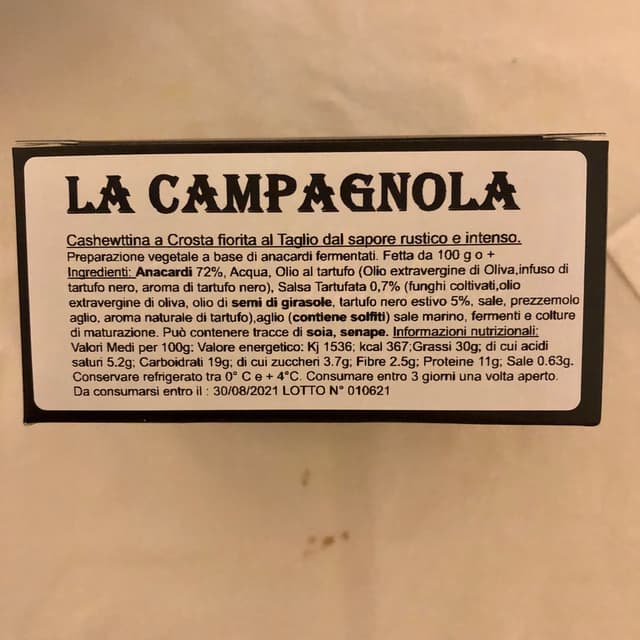 LA CAMPAGNOLA
Cashewttina a Crosta fiorita al Taglio dal sapore rustico e intenso.
Preparazione vegetale a base di anacardi fermentati. Fetta da 100 g o +
Ingredienti: Anacardi 72%, Acqua, Olio al tartufo (Olio extravergine di Oliva,infuso di
tartufo nero, aroma di tartufo nero), Salsa Tartufata 0,7% (funghi coltivati,olio
extravergine di oliva, olio di semi di girasole, tartufo nero estivo 5%, sale, prezzemolo
aglio, aroma naturale di tartufo),aglio (contiene solfiti) sale marino, fermenti e colture
di maturazione. Può contenere tracce di soia, senape. Informazioni nutrizionali:
Valori Medi per 100g: Valore energetico: Kj 1536; kcal 367;Grassi 30g; di cui acidi
saturi 5.2g; Carboidrati 19g; di cui zuccheri 3.7g; Fibre 2.5g; Proteine 11g; Sale 0.63g.
Conservare refrigerato tra 0° C e + 4°C. Consumare entro 3 giorni una volta aperto.
Da consumarsi entro il : 30/08/2021 LOTTO N° 010621